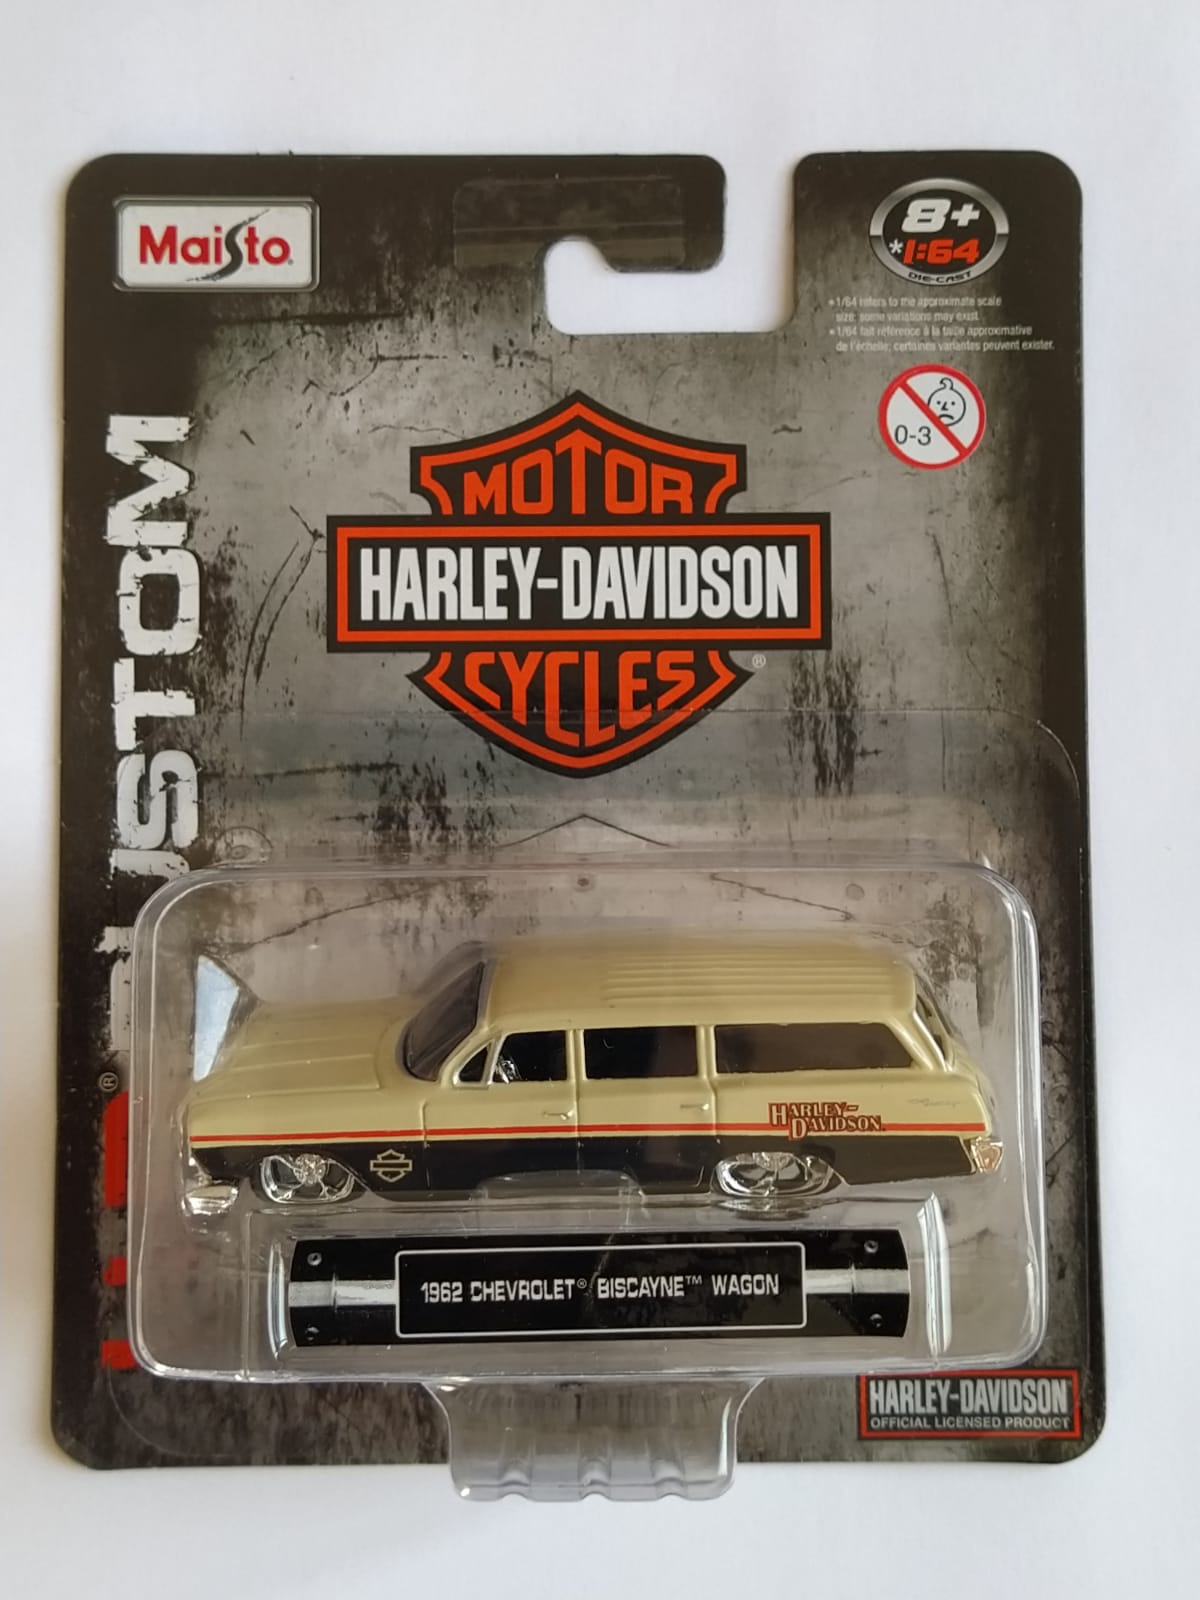 Maisto
8+
*1:64
DIE-CAST
*1/64 refers to the approximate scale
size; some variations may exist.
*1/64 fait référence à la taille approximative
de l'échelle; certaines variantes peuvent exister.
0-3
MOTOR
HARLEY-DAVIDSON
CYCLES
®
CUSTOM
®
HARLEY-
DAVIDSON
1962 CHEVROLET® BISCAYNE™ WAGON
HARLEY-DAVIDSON
OFFICIAL LICENSED PRODUCT